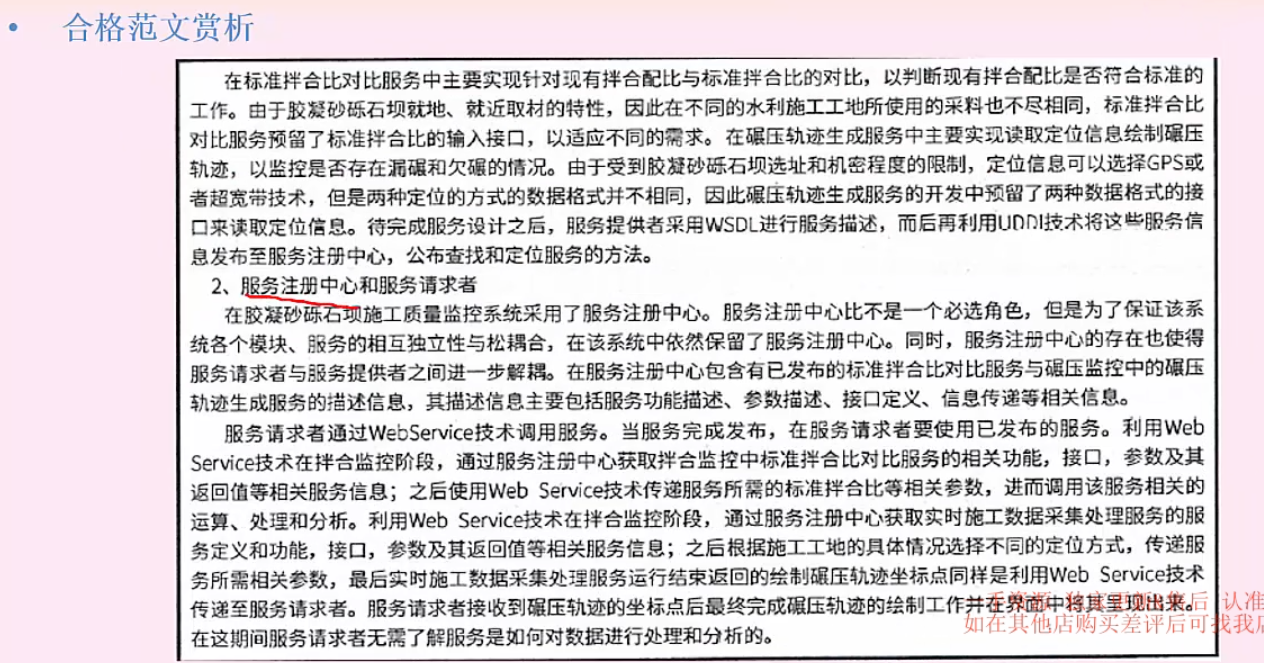 • 合格范文赏析
在标准拌合比对比服务中主要实现针对现有拌合配比与标准拌合比的对比，以判断现有拌合配比是否符合标准的
工作。由于胶凝砂砾石坝就地、就近取材的特性，因此在不同的水利施工工地所使用的采料也不尽相同，标准拌合比
对比服务预留了标准拌合比的输入接口，以适应不同的需求。在碾压轨迹生成服务中主要实现读取定位信息绘制碾压
轨迹，以监控是否存在漏碾和欠碾的情况。由于受到胶凝砂砾石坝选址和机密程度的限制，定位信息可以选择GPS或
者超宽带技术，但是两种定位的方式的数据格式并不相同，因此碾压轨迹生成服务的开发中预留了两种数据格式的接
口来读取定位信息。待完成服务设计之后，服务提供者采用WSDL进行服务描述，而后再利用UDDI技术将这些服务信
息发布至服务注册中心，公布查找和定位服务的方法。
2、服务注册中心和服务请求者
在胶凝砂砾石坝施工质量监控系统采用了服务注册中心。服务注册中心比不是一个必选角色，但是为了保证该系
统各个模块、服务的相互独立性与松耦合，在该系统中依然保留了服务注册中心。同时，服务注册中心的存在也使得
服务请求者与服务提供者之间进一步解耦。在服务注册中心包含有已发布的标准拌合比对比服务与碾压监控中的碾压
轨迹生成服务的描述信息，其描述信息主要包括服务功能描述、参数描述、接口定义、信息传递等相关信息。
服务请求者通过WebService技术调用服务。当服务完成发布，在服务请求者要使用已发布的服务。利用Web
Service技术在拌合监控阶段，通过服务注册中心获取拌合监控中标准拌合比对比服务的相关功能，接口，参数及其
返回值等相关服务信息；之后使用Web Service技术传递服务所需的标准拌合比等相关参数，进而调用该服务相关的
运算、处理和分析。利用Web Service技术在拌合监控阶段，通过服务注册中心获取实时施工数据采集处理服务的服
务定义和功能，接口，参数及其返回值等相关服务信息；之后根据施工工地的具体情况选择不同的定位方式，传递服
务所需相关参数，最后实时施工数据采集处理服务运行结束返回的绘制碾压轨迹坐标点同样是利用Web Service技术
传递至服务请求者。服务请求者接收到碾压轨迹的坐标点后最终完成碾压轨迹的绘制工作并在界面中将其呈现出来。
在这期间服务请求者无需了解服务是如何对数据进行处理和分析的。
如在其他店购买差评后可找我店